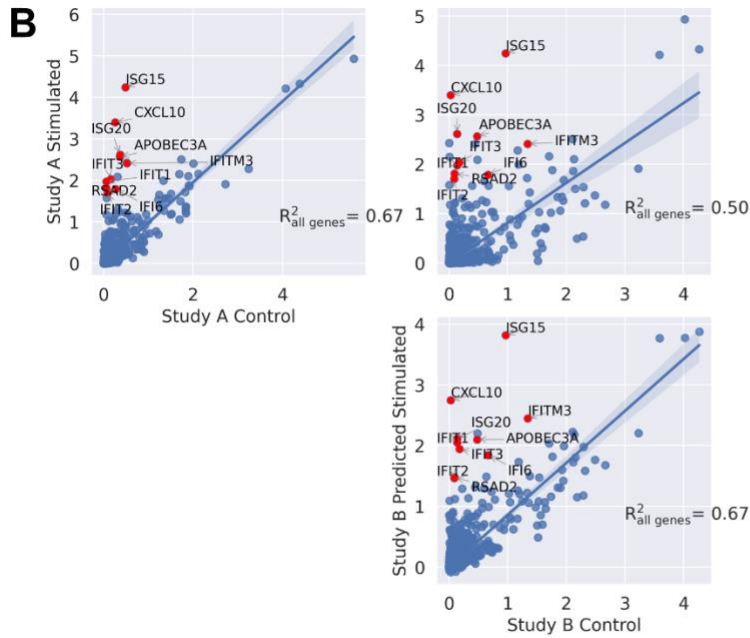 B
6
5
4
3
2
1
0
Study A Stimulated
ISG15
CXCL10
ISG20
APOBEC3A
IFITM3
IFIT3
IFIT1
RSAD2
IFI6
IFIT2
R²all genes= 0.67
0 2 4
Study A Control
5
4
3
2
1
0
ISG15
CXCL10
ISG20
APOBEC3A
IFIT3
IFITM3
IFIT1
IFI6
RSAD2
IFIT2
R²all genes= 0.50
0 1 2 3 4
4
3
2
1
0
Study B Predicted Stimulated
ISG15
CXCL10
IFITM3
ISG20
IFIT1
APOBEC3A
IFIT3
IFIT2
IFI6
RSAD2
R²all genes= 0.67
0 1 2 3 4
Study B Control